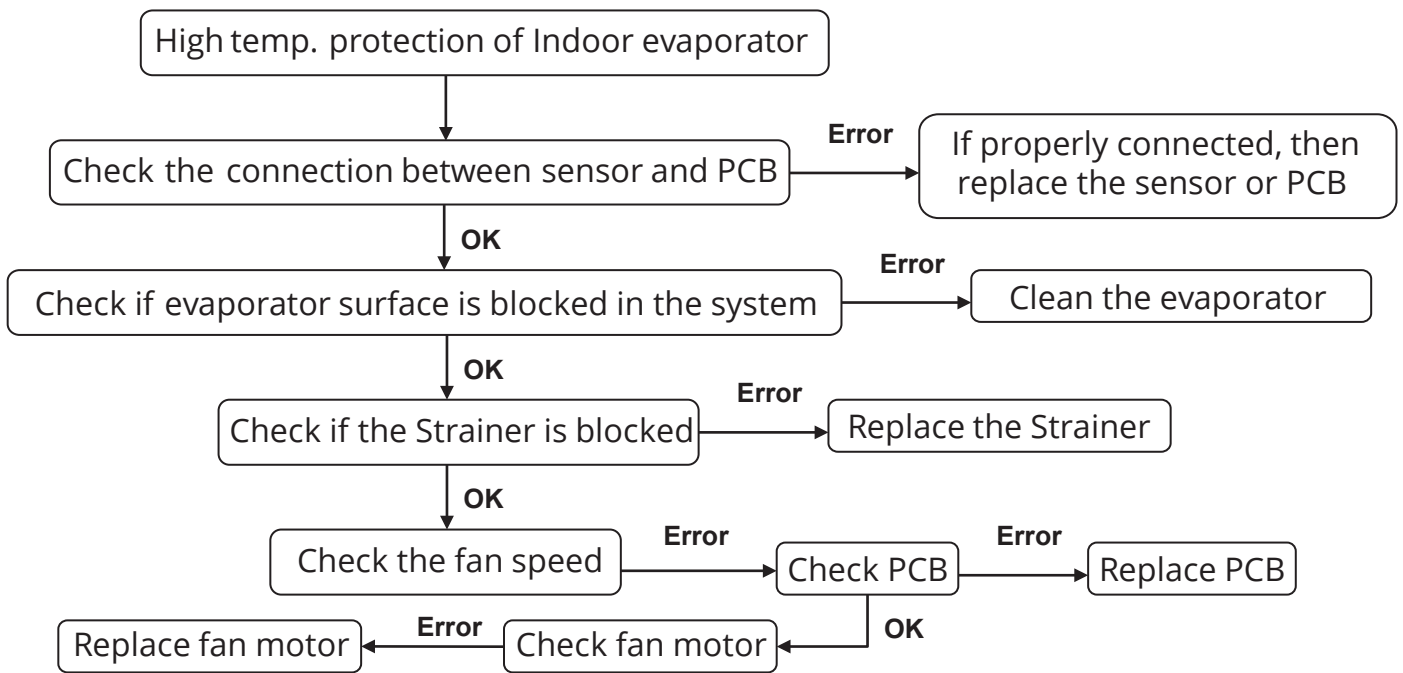 High temp. protection of Indoor evaporator
Check the connection between sensor and PCB
Error
If properly connected, then
replace the sensor or PCB
OK
Check if evaporator surface is blocked in the system
Error
Clean the evaporator
OK
Check if the Strainer is blocked
Error
Replace the Strainer
OK
Check the fan speed
Error
Check PCB
Error
Replace PCB
OK
Check fan motor
Error
Replace fan motor